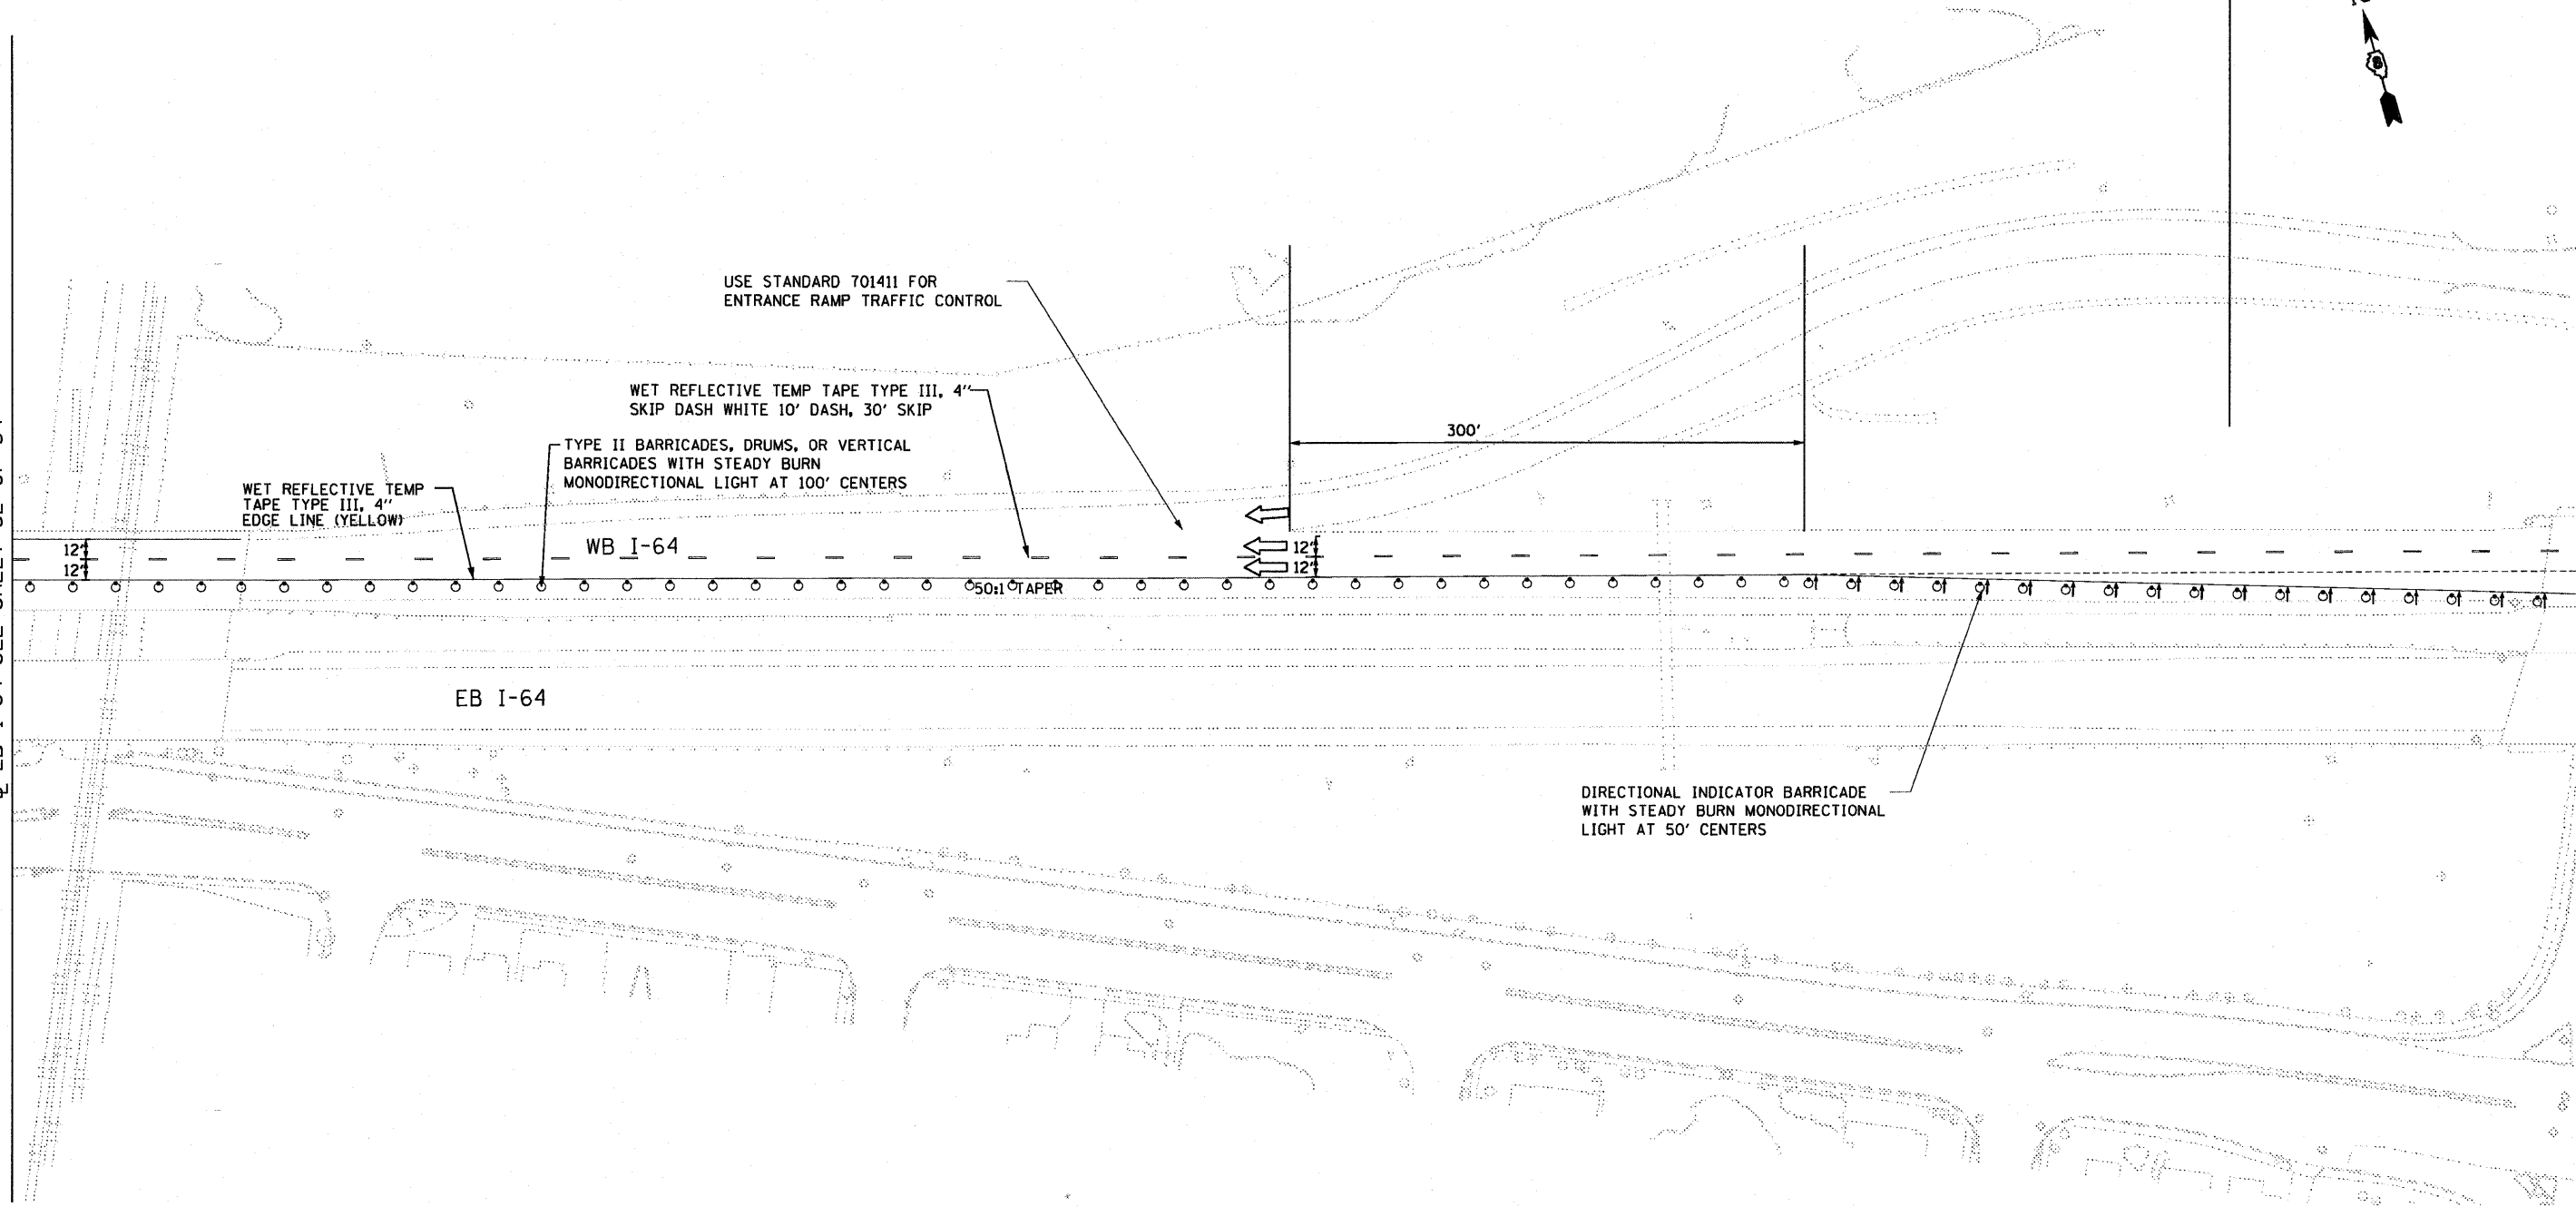 USE STANDARD 701411 FOR
ENTRANCE RAMP TRAFFIC CONTROL
WET REFLECTIVE TEMP TAPE TYPE III, 4''
SKIP DASH WHITE 10' DASH, 30' SKIP
TYPE II BARRICADES, DRUMS, OR VERTICAL
BARRICADES WITH STEADY BURN
MONODIRECTIONAL LIGHT AT 100' CENTERS
WET REFLECTIVE TEMP
TAPE TYPE III, 4''
EDGE LINE (YELLOW)
300'
WB I-64
12'
12'
12'
12'
50:1 TAPER
EB I-64
DIRECTIONAL INDICATOR BARRICADE
WITH STEADY BURN MONODIRECTIONAL
LIGHT AT 50' CENTERS